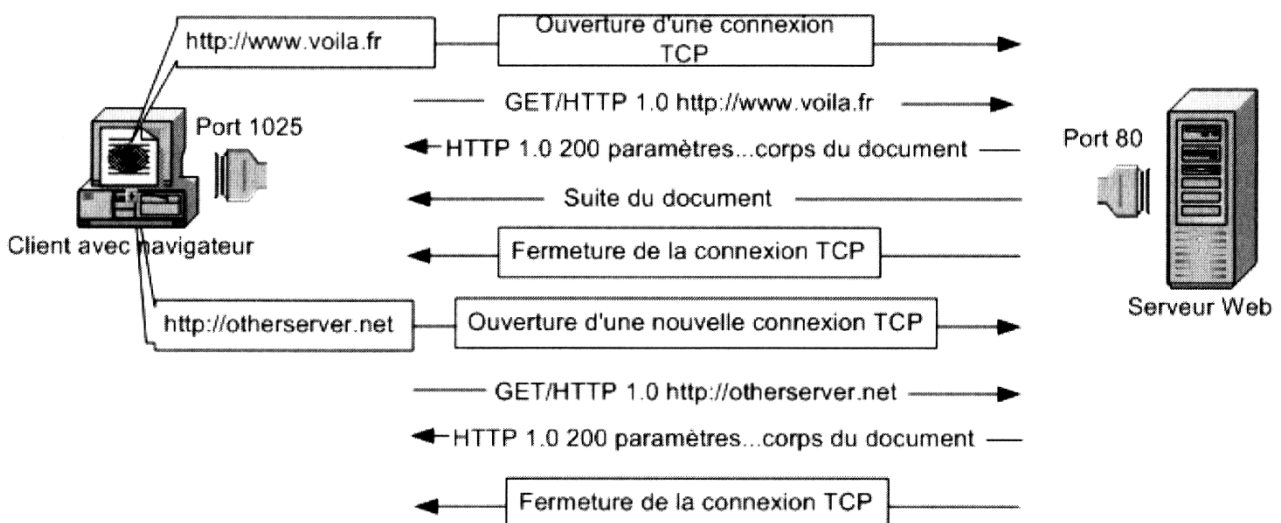 http://www.voila.fr
Ouverture d'une connexion
TCP
GET/HTTP 1.0 http://www.voila.fr
Port 1025
HTTP 1.0 200 paramètres...corps du document
Port 80
Suite du document
Client avec navigateur
Fermeture de la connexion TCP
Serveur Web
http://otherserver.net
Ouverture d'une nouvelle connexion TCP
GET/HTTP 1.0 http://otherserver.net
HTTP 1.0 200 paramètres...corps du document
Fermeture de la connexion TCP